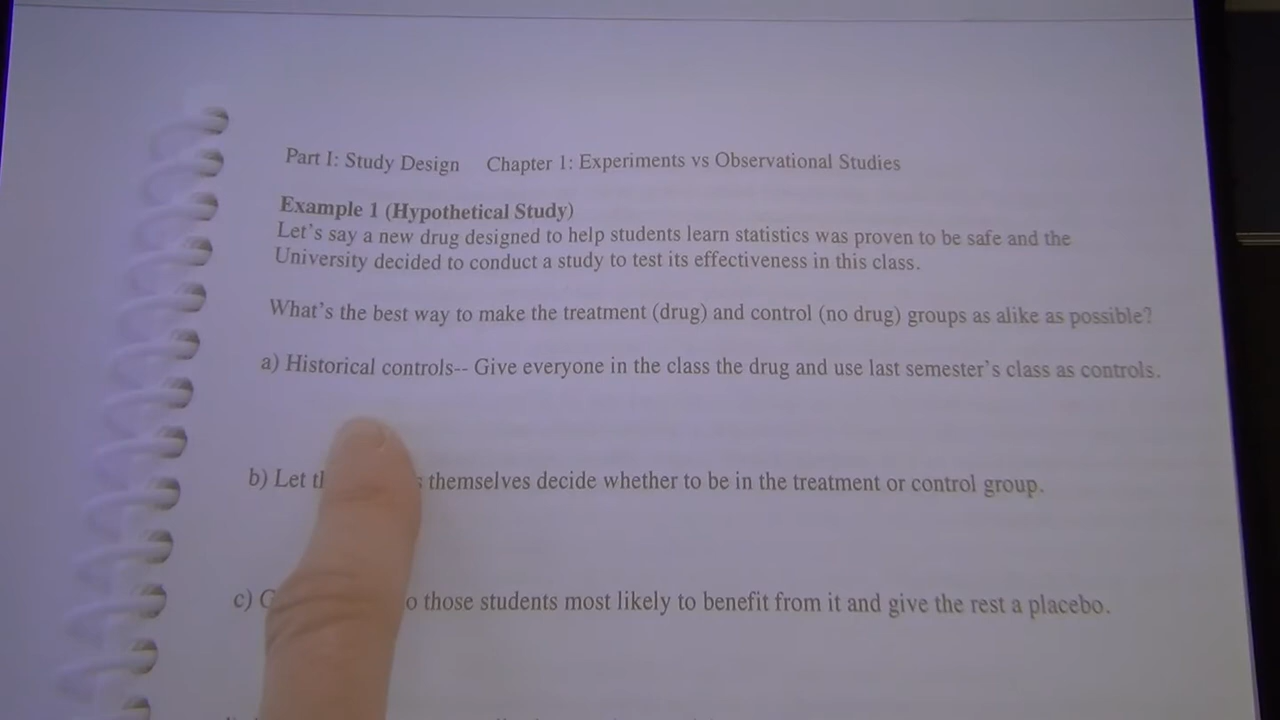 Part I: Study Design Chapter 1: Experiments vs Observational Studies
Example 1 (Hypothetical Study)
Let's say a new drug designed to help students learn statistics was proven to be safe and the
University decided to conduct a study to test its effectiveness in this class.
What's the best way to make the treatment (drug) and control (no drug) groups as alike as possible?
a) Historical controls-- Give everyone in the class the drug and use last semester's class as controls.
b) Let themselves decide whether to be in the treatment or control group.
c) those students most likely to benefit from it and give the rest a placebo.